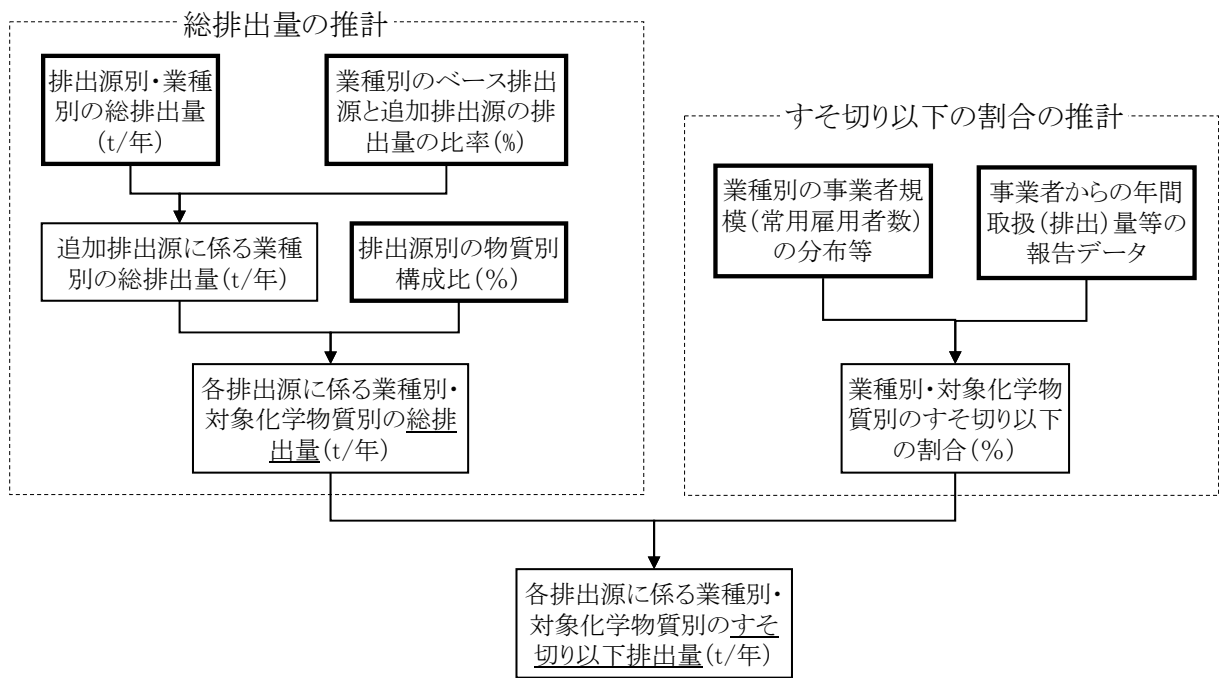 総排出量の推計
排出源別・業種
別の総排出量
(t/年)
業種別のベース排出
源と追加排出源の排
出量の比率(%)
追加排出源に係る業種
別の総排出量(t/年)
排出源別の物質別
構成比(%)
各排出源に係る業種別・
対象化学物質別の総排
出量(t/年)
すそ切り以下の割合の推計
業種別の事業者規
模(常用雇用者数)
の分布等
事業者からの年間
取扱(排出)量等の
報告データ
業種別・対象化学物
質別のすそ切り以下
の割合(%)
各排出源に係る業種別・
対象化学物質別のすそ
切り以下排出量(t/年)